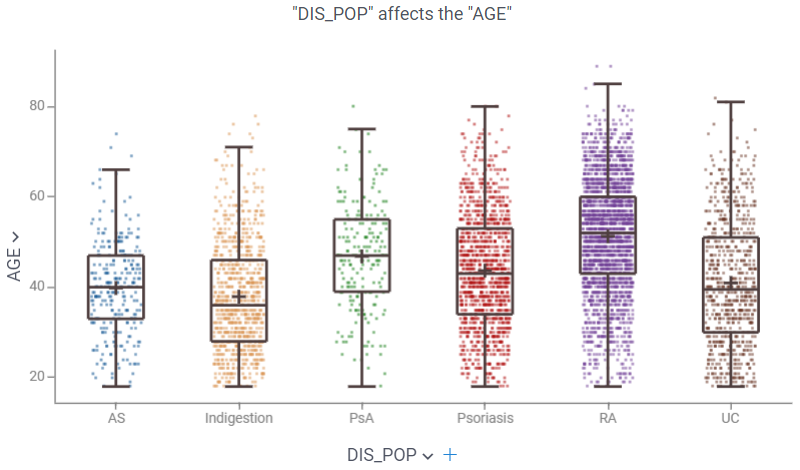 "DIS_POP" affects the "AGE"
80
60
40
20
AGE
AS Indigestion PsA Psoriasis RA UC
DIS_POP +